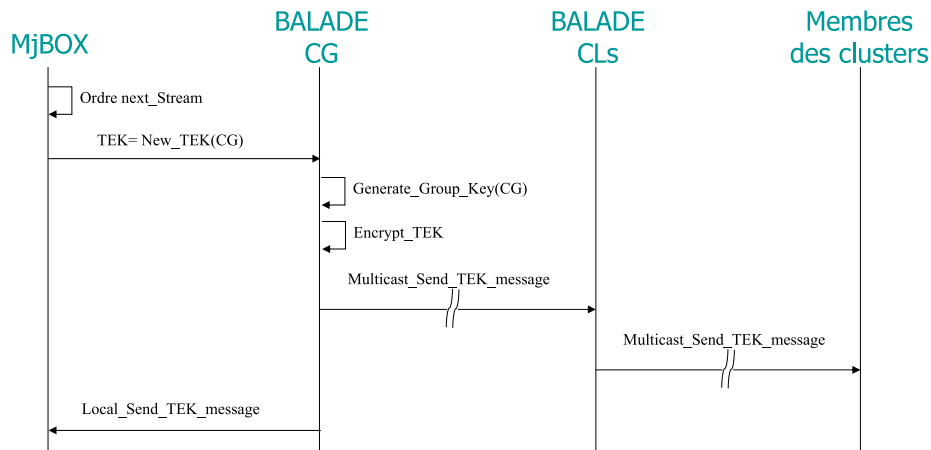 MjBOX
BALADE
CG
BALADE
CLs
Membres
des clusters
Ordre next_Stream
TEK= New_TEK(CG)
Generate_Group_Key(CG)
Encrypt_TEK
Multicast_Send_TEK_message
Multicast_Send_TEK_message
Local_Send_TEK_message